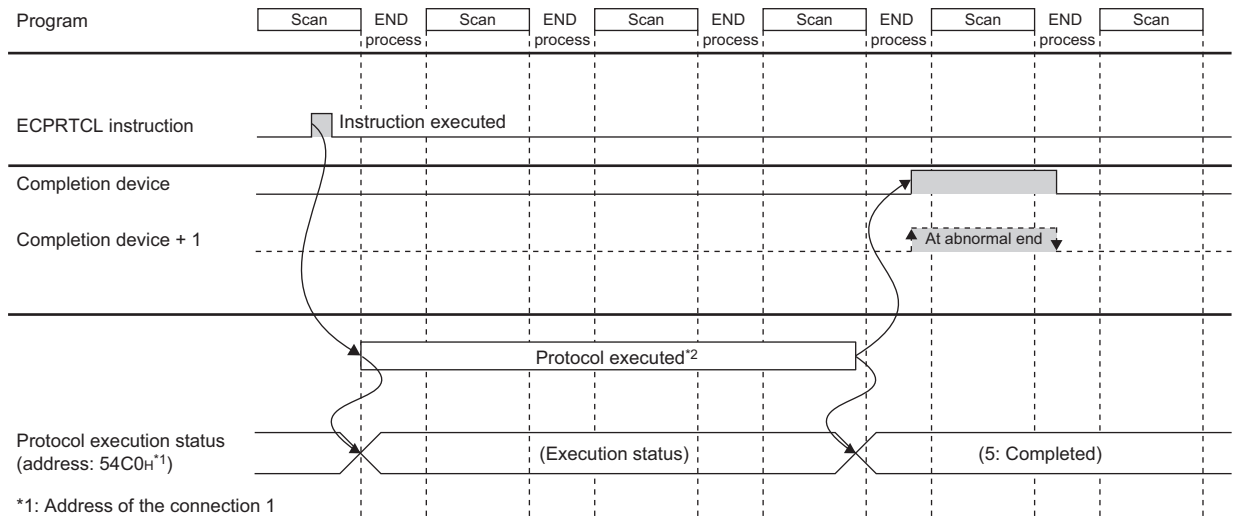 Program Scan END process Scan END process Scan END process Scan END process Scan END process Scan
ECPRTCL instruction Instruction executed
Completion device
Completion device + 1 At abnormal end
Protocol executed*2
Protocol execution status (Execution status) (5: Completed)
(address: 54C0H*1)
*1: Address of the connection 1